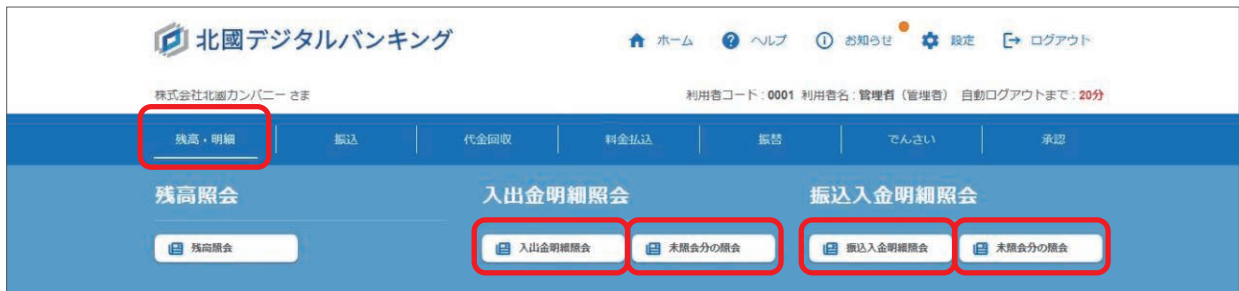 北國デジタルバンキング
ホーム ヘルプ お知らせ 設定 ログアウト
株式会社北國カンパニー さま
利用者コード：0001 利用者名：管理者（管理者） 自動ログアウトまで：20分
残高・明細 振込 代金回収 料金払込 振替 でんさい 承認
残高照会 入出金明細照会 振込入金明細照会
残高照会 入出金明細照会 未照会分の照会 振込入金明細照会 未照会分の照会